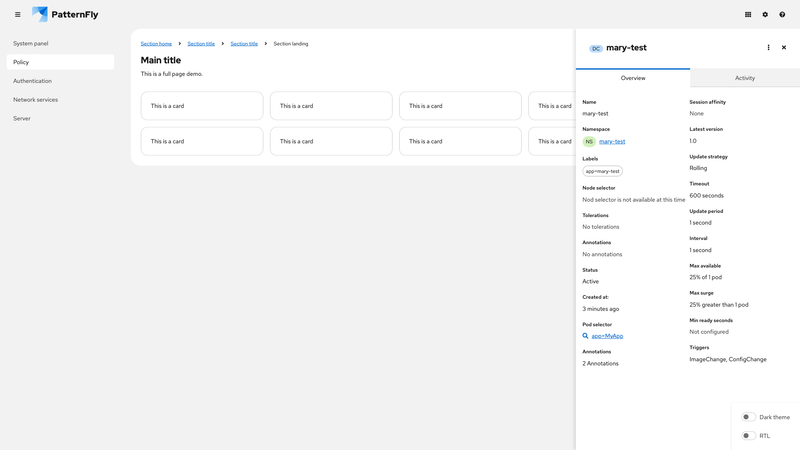 PatternFly
System panel
Policy
Authentication
Network services
Server
Section home
Section title
Section title
Section landing
Main title
This is a full page demo.
This is a card
This is a card
This is a card
This is a card
This is a card
This is a card
This is a card
This is a card
DC
mary-test
Overview
Activity
Name
mary-test
Namespace
NS
mary-test
Labels
app=mary-test
Node selector
Nod selector is not available at this time
Tolerations
No tolerations
Annotations
No annotations
Status
Active
Created at:
3 minutes ago
Pod selector
app=MyApp
Annotations
2 Annotations
Session affinity
None
Latest version
1.0
Update strategy
Rolling
Timeout
600 seconds
Update period
1 second
Interval
1 second
Max available
25% of 1 pod
Max surge
25% greater than 1 pod
Min ready seconds
Not configured
Triggers
ImageChange, ConfigChange
Dark theme
RTL